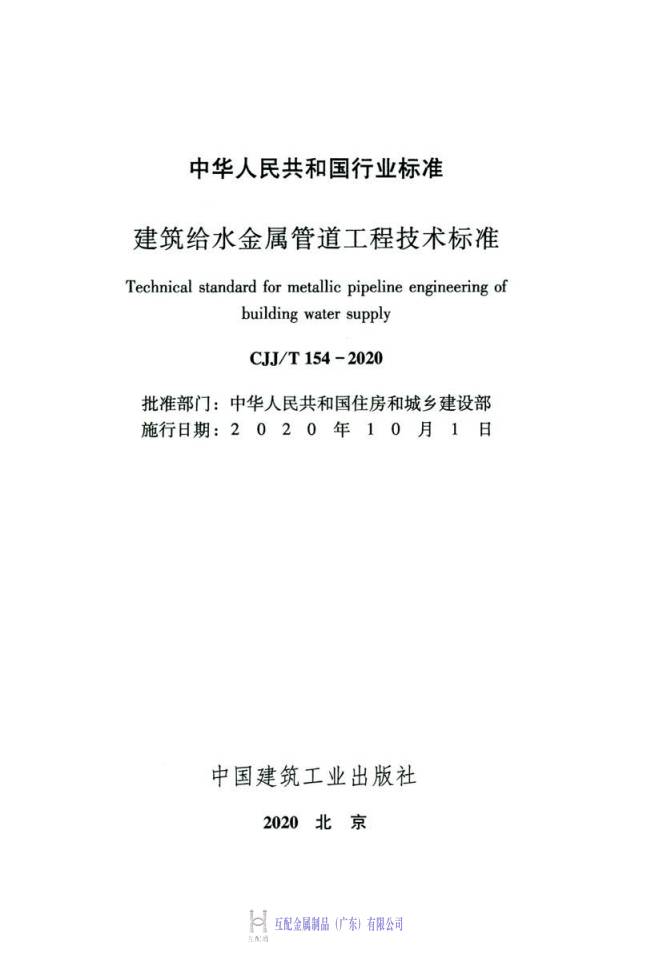 中华人民共和国行业标准
建筑给水金属管道工程技术标准
Technical standard for metallic pipeline engineering of
building water supply
CJJ/T 154－2020
批准部门：中华人民共和国住房和城乡建设部
施行日期：2 0 2 0 年 1 0 月 1 日
中国建筑工业出版社
2020 北 京
互配金属制品（广东）有限公司
互配通